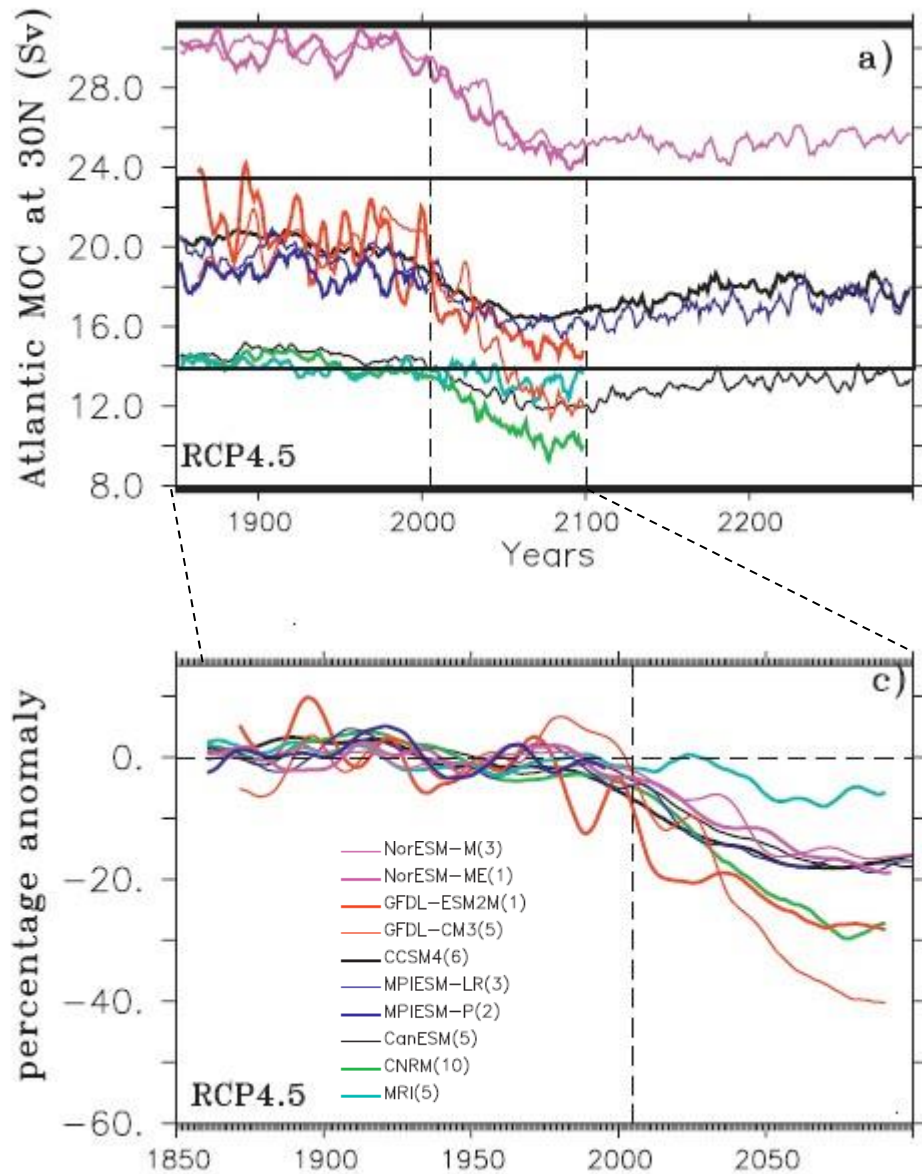 Atlantic MOC at 30N (Sv)
a)
28.0
24.0
20.0
16.0
12.0
8.0
RCP4.5
1900
2000
2100
2200
Years
percentage anomaly
c)
0.
-20.
-40.
-60.
NorESM-M(3)
NorESM-ME(1)
GFDL-ESM2M(1)
GFDL-CM3(5)
CCSM4(6)
MPIESM-LR(3)
MPIESM-P(2)
CanESM(5)
CNRM(10)
MRI(5)
RCP4.5
1850
1900
1950
2000
2050